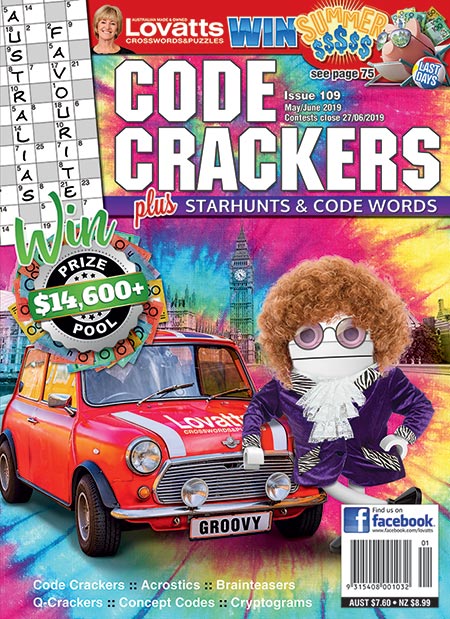 AUSTRALIAN MADE & OWNED
Lovatts
CROSSWORDS&PUZZLES
WIN
SUMMER
$$$$$
see page 75
LAST
DAYS
AUSTRALIAS
FAVOURITE
CODE
CRACKERS
Issue 109
May/June 2019
Contests close 27/06/2019
plus STARHUNTS & CODE WORDS
Win
PRIZE
$14,600+
POOL
Lovatts
CROSSWORDS&PUZZLES
GROOVY
Find us on
facebook.
www.facebook.com/lovatts
01
9 315408 001032
AUST $7.60 • NZ $8.99
Code Crackers :: Acrostics :: Brainteasers
Q-Crackers :: Concept Codes :: Cryptograms